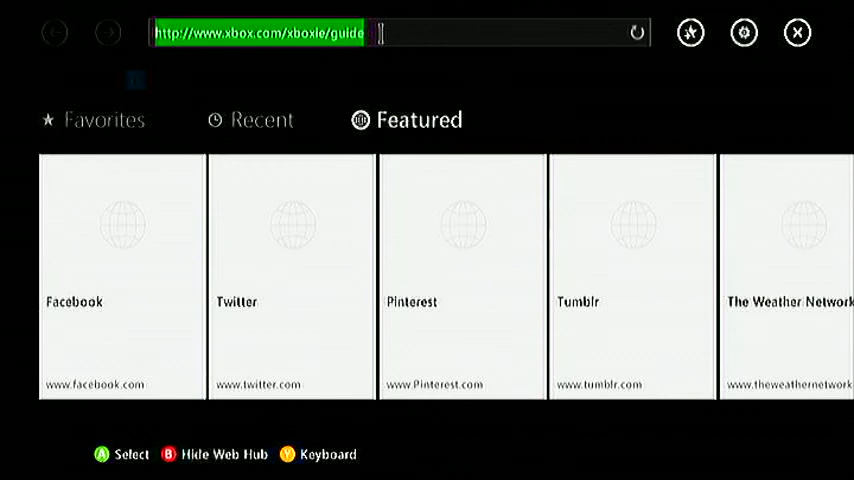 http://www.xbox.com/xboxie/guide
Favorites Recent Featured
Facebook Twitter Pinterest Tumblr The Weather Network
www.facebook.com www.twitter.com www.Pinterest.com www.tumblr.com www.theweathernetwork
A Select B Hide Web Hub Y Keyboard